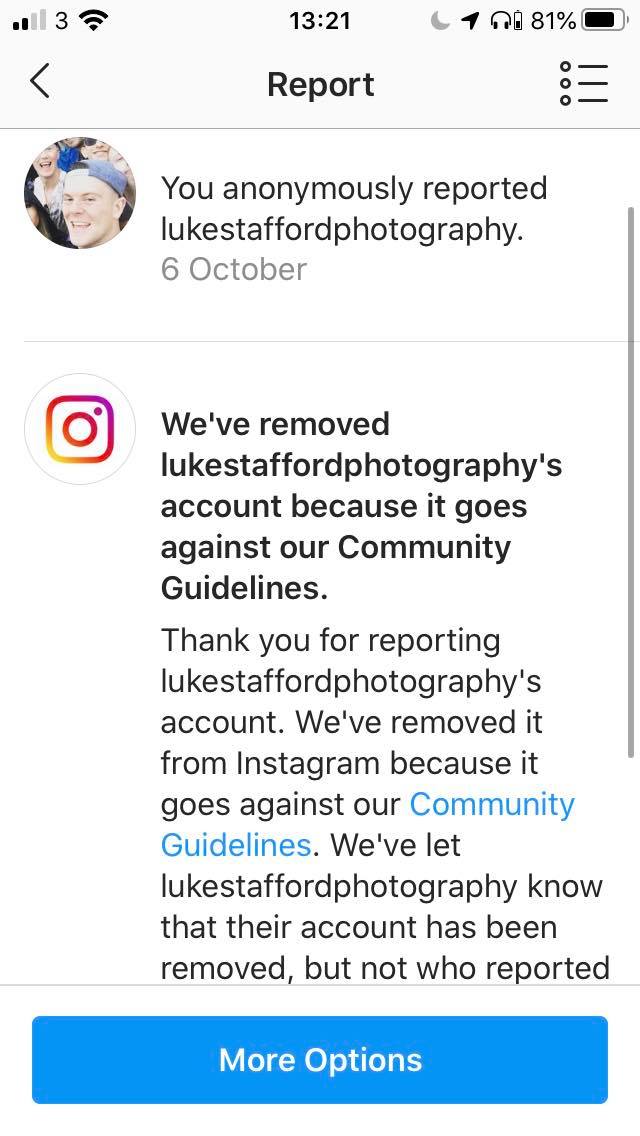 3 13:21 81%
Report
You anonymously reported
lukestaffordphotography.
6 October
We've removed
lukestaffordphotography's
account because it goes
against our Community
Guidelines.
Thank you for reporting
lukestaffordphotography's
account. We've removed it
from Instagram because it
goes against our Community
Guidelines. We've let
lukestaffordphotography know
that their account has been
removed, but not who reported
More Options